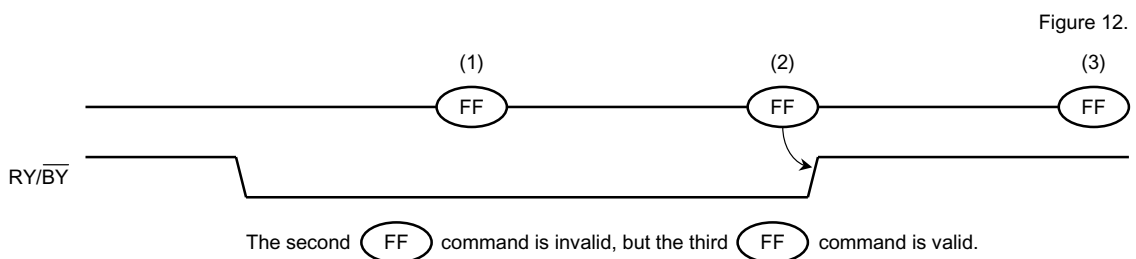 Figure 12.
(1) (2) (3)
FF FF FF
RY/B̅Y̅
The second FF command is invalid, but the third FF command is valid.